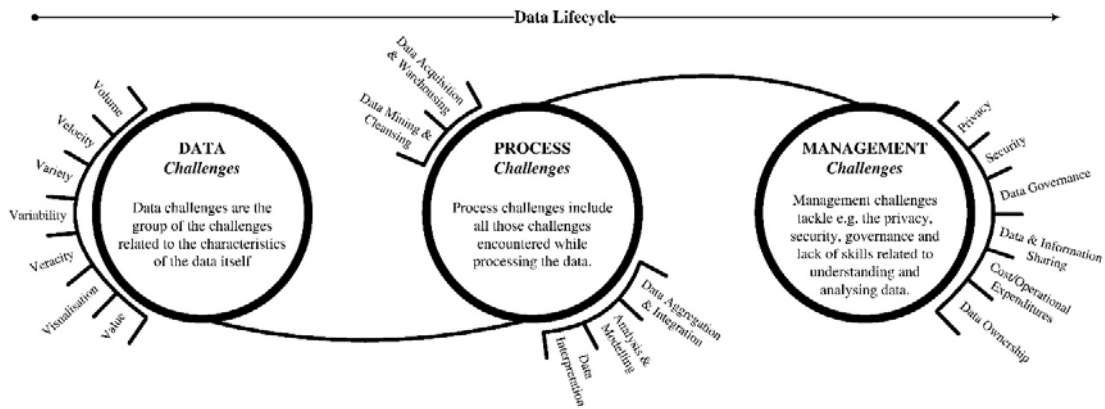 Data Lifecycle
Volume
Velocity
Variety
Variability
Veracity
Visualisation
Value
DATA
Challenges
Data challenges are the
group of the challenges
related to the characteristics
of the data itself
Data Acquisition
& Warhousing
Data Mining &
Cleansing
PROCESS
Challenges
Process challenges include
all those challenges
encountered while
processing the data.
Data Aggregation
& Integration
Analysis &
Modelling
Data
Interpretation
MANAGEMENT
Challenges
Management challenges
tackle e.g. the privacy,
security, governance and
lack of skills related to
understanding and
analysing data.
Privacy
Security
Data Governance
Data & Information
Sharing
Cost/Operational
Expenditures
Data Ownership